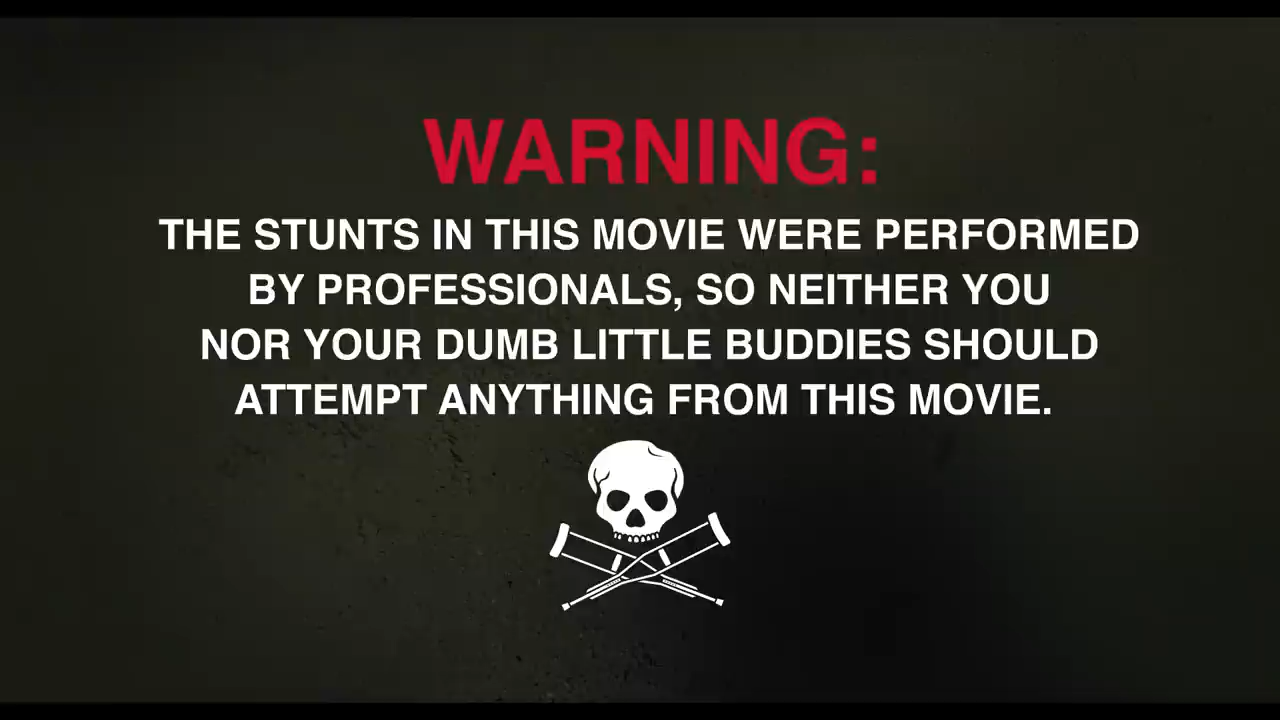 WARNING:
THE STUNTS IN THIS MOVIE WERE PERFORMED
BY PROFESSIONALS, SO NEITHER YOU
NOR YOUR DUMB LITTLE BUDDIES SHOULD
ATTEMPT ANYTHING FROM THIS MOVIE.